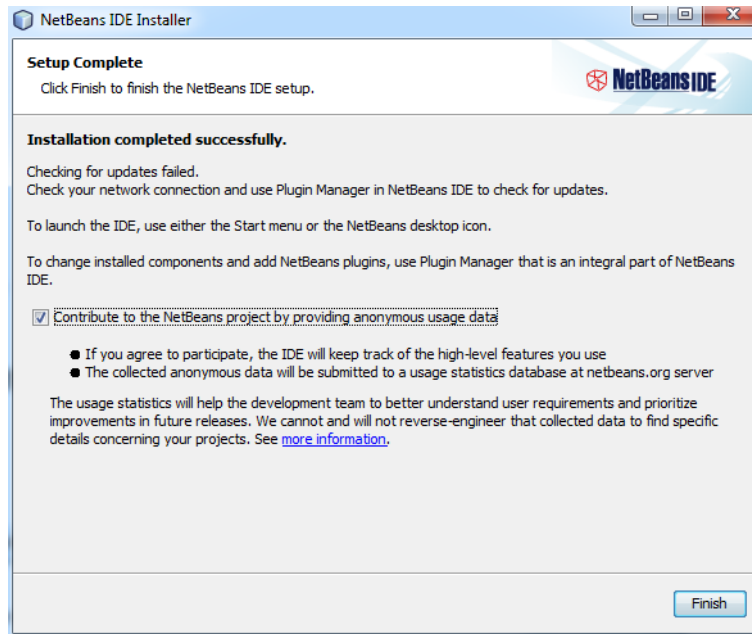 NetBeans IDE Installer
Setup Complete
Click Finish to finish the NetBeans IDE setup.
NetBeans IDE
Installation completed successfully.
Checking for updates failed.
Check your network connection and use Plugin Manager in NetBeans IDE to check for updates.
To launch the IDE, use either the Start menu or the NetBeans desktop icon.
To change installed components and add NetBeans plugins, use Plugin Manager that is an integral part of NetBeans
IDE.
Contribute to the NetBeans project by providing anonymous usage data
● If you agree to participate, the IDE will keep track of the high-level features you use
● The collected anonymous data will be submitted to a usage statistics database at netbeans.org server
The usage statistics will help the development team to better understand user requirements and prioritize
improvements in future releases. We cannot and will not reverse-engineer that collected data to find specific
details concerning your projects. See more information.
Finish